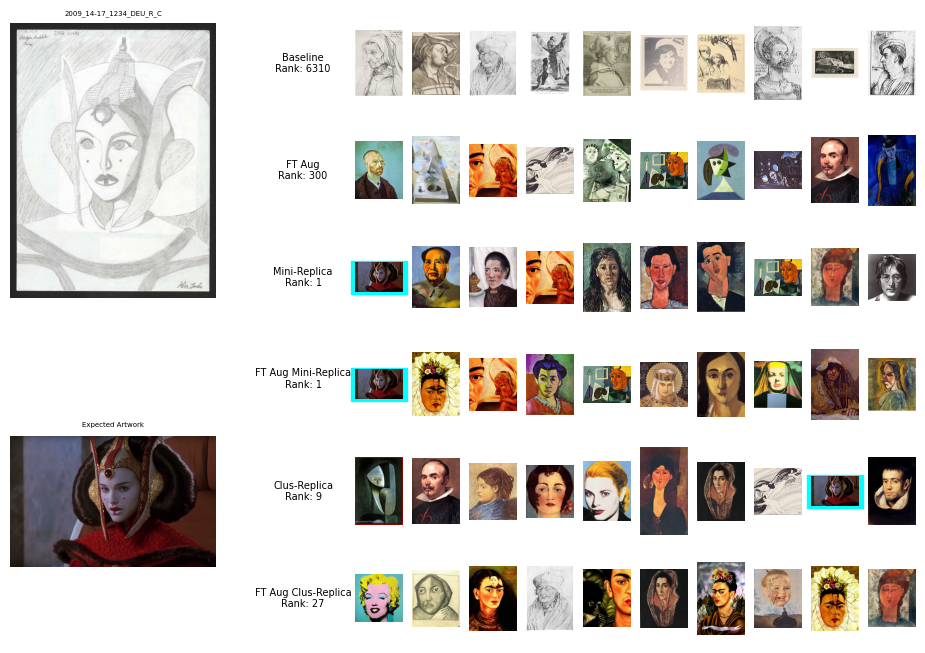 2009_14-17_1234_DEU_R_C
Baseline
Rank: 6310
FT Aug
Rank: 300
Mini-Replica
Rank: 1
FT Aug Mini-Replica
Rank: 1
Expected Artwork
Clus-Replica
Rank: 9
FT Aug Clus-Replica
Rank: 27